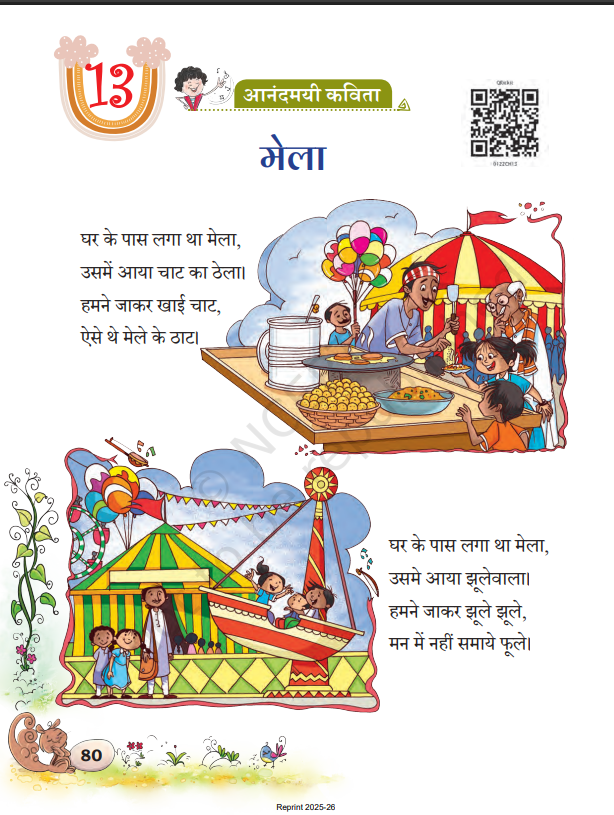 13
आनंदमयी कविता
मेला
घर के पास लगा था मेला,
उसमें आया चाट का ठेला।
हमने जाकर खाई चाट,
ऐसे थे मेले के ठाट।
घर के पास लगा था मेला,
उसमे आया झूलेवाला।
हमने जाकर झूले झूले,
मन में नहीं समाये फूले।
80
Reprint 2025-26